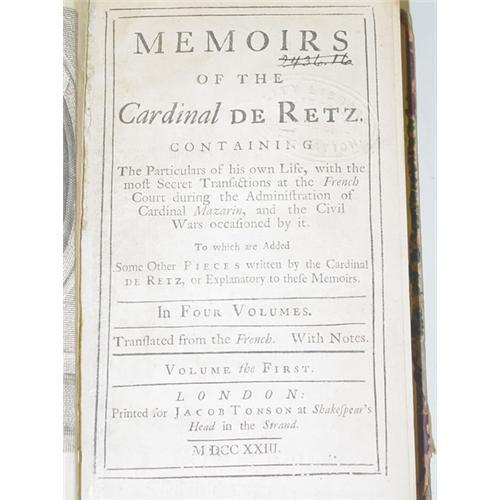 MEMOIRS
9436.16
OF THE
Cardinal DE RETZ.
CONTAINING
The Particulars of his own Life, with the
moſt Secret Tranſactions at the French
Court during the Adminiſtration of
Cardinal Mazarin, and the Civil
Wars occaſioned by it.
To which are Added
Some Other PIECES written by the Cardinal
DE RETZ, or Explanatory to theſe Memoirs.
In FOUR VOLUMES.
Tranſlated from the French. With Notes.
VOLUME the FIRST.
LONDON:
Printed for JACOB TONSON at Shakeſpear's
Head in the Strand.
MDCCXXIII.